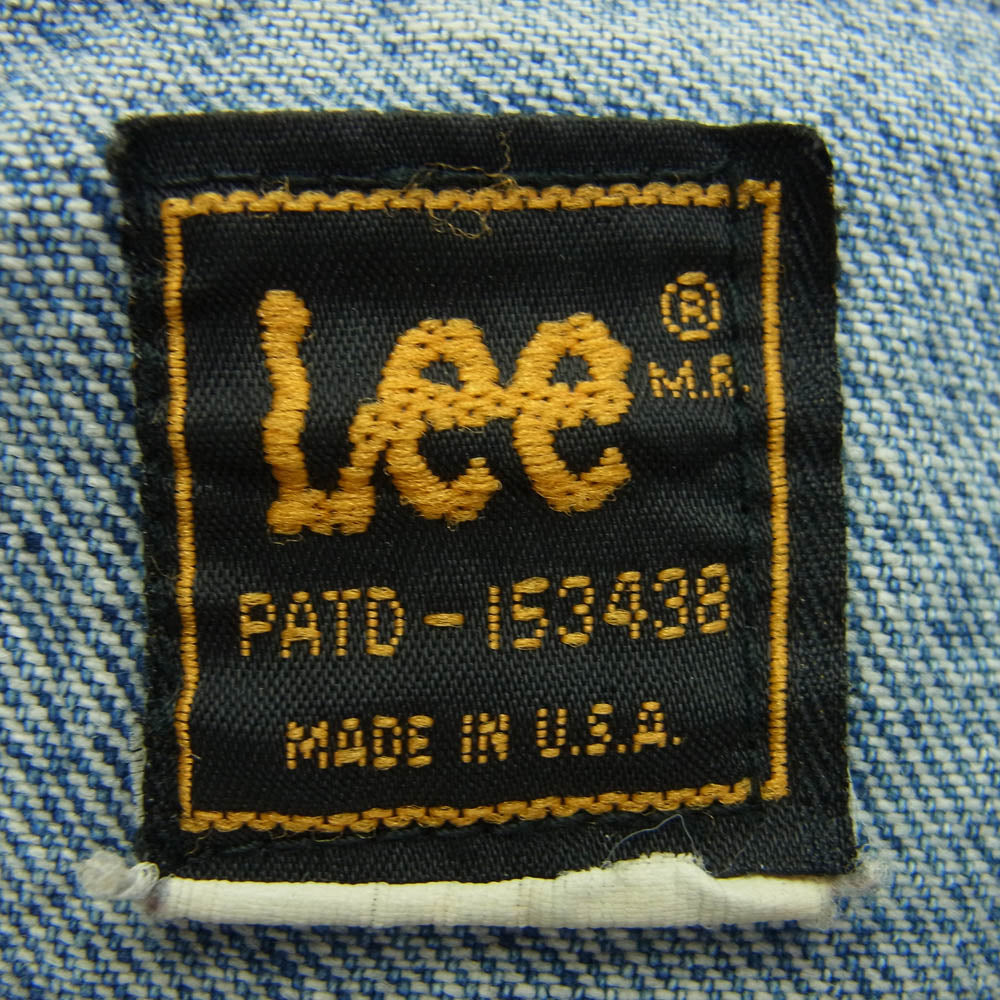 Lee ®
M.R.
PATD-153438
MADE IN U.S.A.